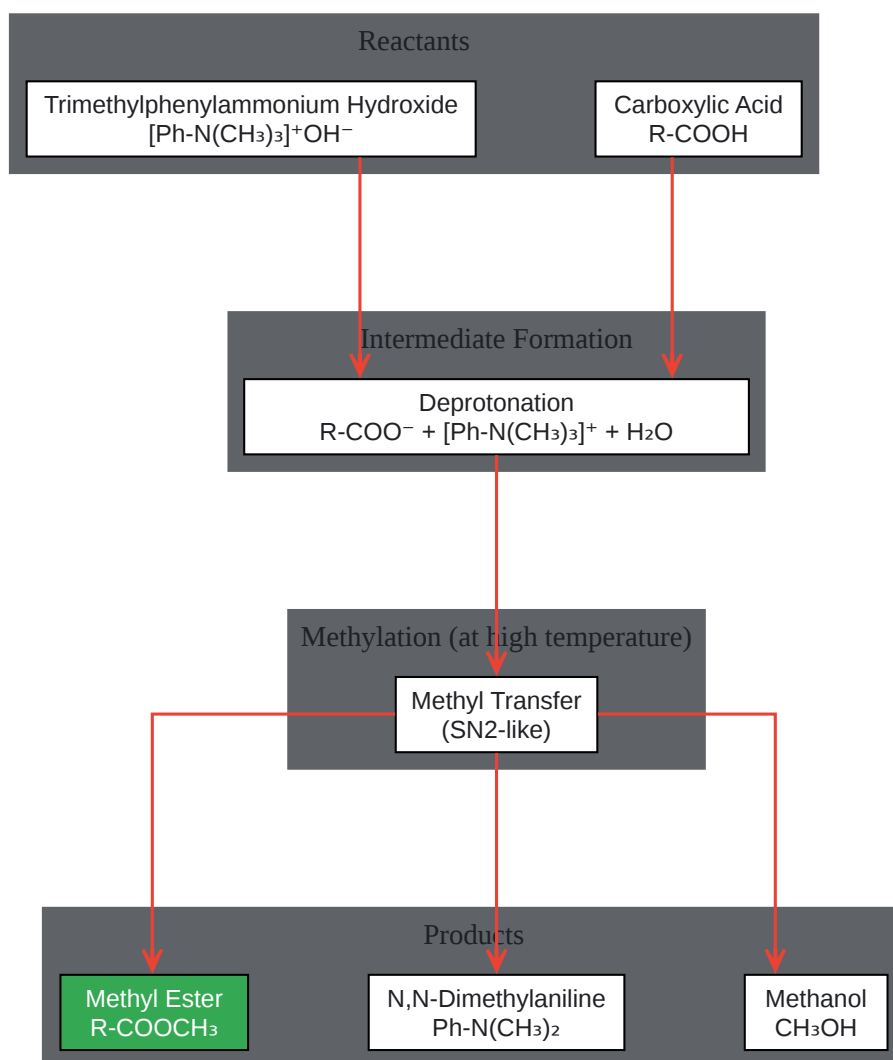 Reactants
Trimethylphenylammonium Hydroxide
[Ph-N(CH₃)₃]⁺OH⁻
Carboxylic Acid
R-COOH
Intermediate Formation
Deprotonation
R-COO⁻ + [Ph-N(CH₃)₃]⁺ + H₂O
Methylation (at high temperature)
Methyl Transfer
(SN2-like)
Products
Methyl Ester
R-COOCH₃
N,N-Dimethylaniline
Ph-N(CH₃)₂
Methanol
CH₃OH